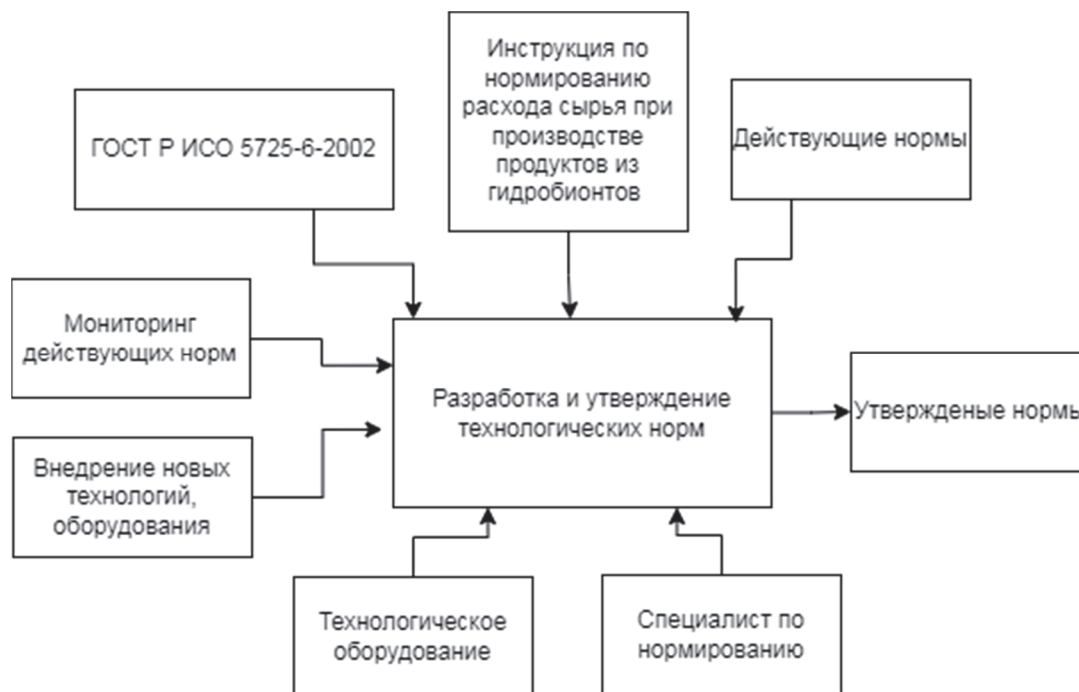 Инструкция по
нормированию
расхода сырья при
производстве
продуктов из
гидробионтов
ГОСТ Р ИСО 5725-6-2002
Действующие нормы
Мониторинг
действующих норм
Разработка и утверждение
технологических норм
Утвержденые нормы
Внедрение новых
технологий,
оборудования
Технологическое
оборудование
Специалист по
нормированию